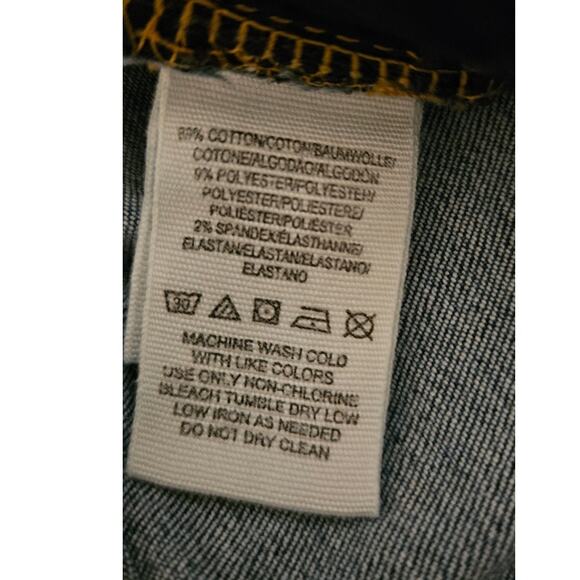 89% COTTON/COTON/BAUMWOLLE/
COTONE/ALGODAO/ALGODÓN
9% POLYESTER/POLYESTER/
POLYESTER/POLIESTERE/
POLIÉSTER/POLIÉSTER
2% SPANDEX/ÉLASTHANNE/
ELASTAN/ELASTAN/ELASTANO/
ELASTANO
30
MACHINE WASH COLD
WITH LIKE COLORS
USE ONLY NON-CHLORINE
BLEACH TUMBLE DRY LOW
LOW IRON AS NEEDED
DO NOT DRY CLEAN